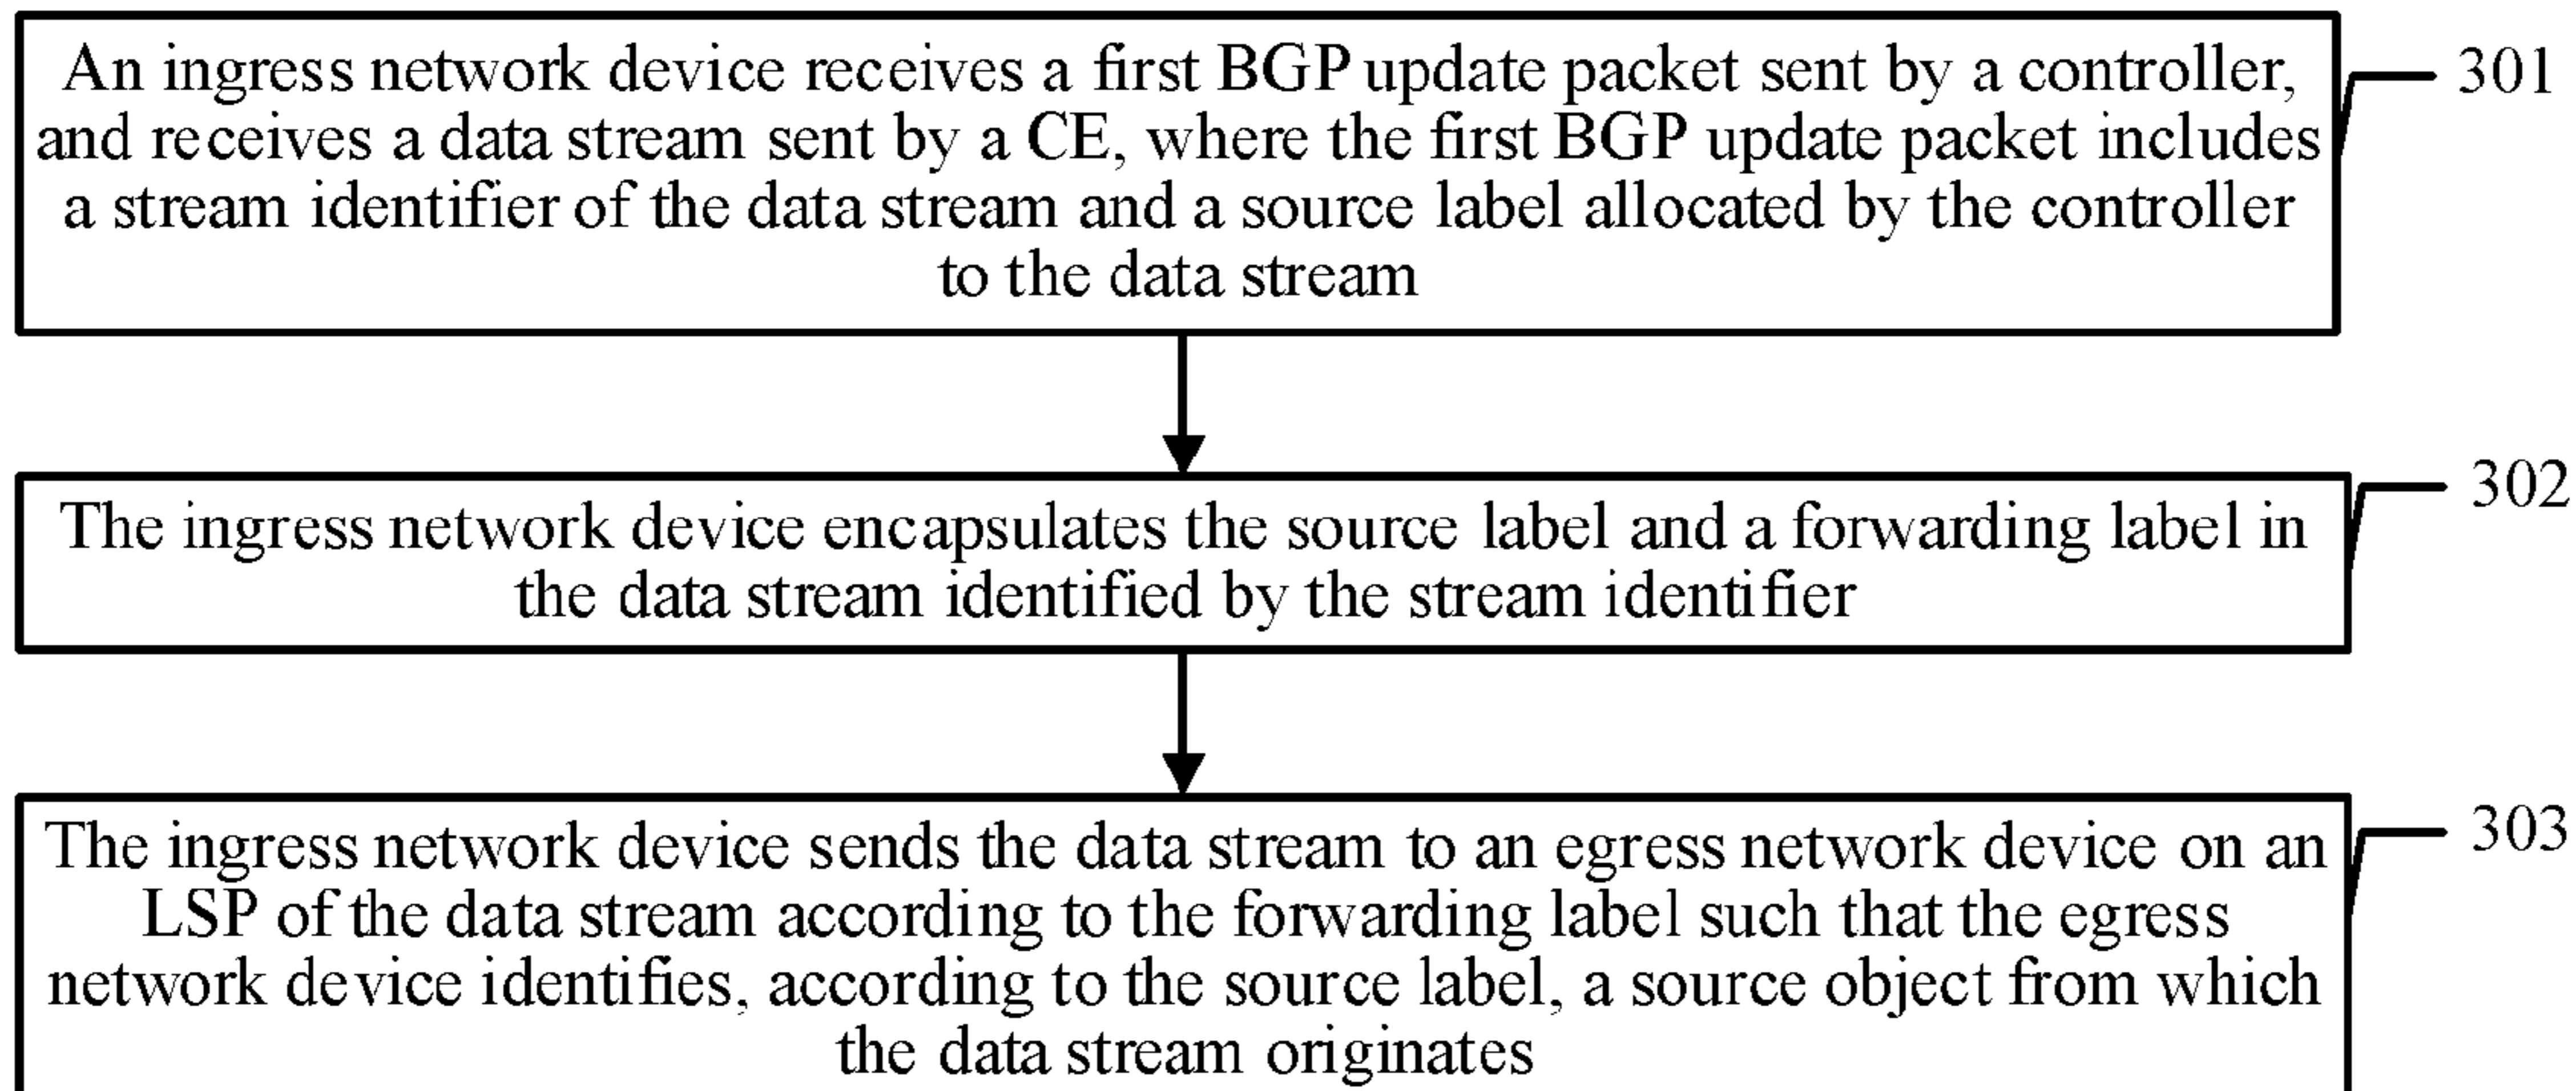 An ingress network device receives a first BGP update packet sent by a controller,
and receives a data stream sent by a CE, where the first BGP update packet includes
a stream identifier of the data stream and a source label allocated by the controller
to the data stream
301
The ingress network device encapsulates the source label and a forwarding label in
the data stream identified by the stream identifier
302
The ingress network device sends the data stream to an egress network device on an
LSP of the data stream according to the forwarding label such that the egress
network device identifies, according to the source label, a source object from which
the data stream originates
303